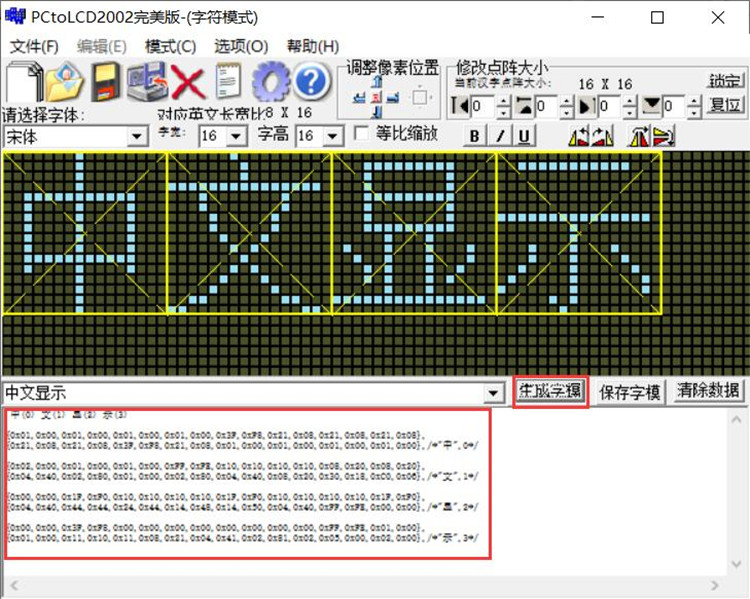 PCtoLCD2002完美版-(字符模式)
文件(F) 编辑(E) 模式(C) 选项(O) 帮助(H)
调整像素位置 修改点阵大小
当前汉字点阵大小: 16 X 16 锁定
0 0 0 0 复位
请选择字体: 对应英文长宽比8 X 16
宋体 字宽: 16 字高 16 等比缩放 B I U
中文显示 生成字模 保存字模 清除数据
中(0) 文(1) 显(2) 示(3)
{0x01,0x00,0x01,0x00,0x01,0x00,0x01,0x00,0x3F,0xF8,0x21,0x08,0x21,0x08,0x21,0x08},
{0x21,0x08,0x21,0x08,0x3F,0xF8,0x21,0x08,0x01,0x00,0x01,0x00,0x01,0x00,0x01,0x00},/*"中",0*/
{0x02,0x00,0x01,0x00,0x01,0x00,0xFF,0xFE,0x10,0x10,0x10,0x10,0x08,0x20,0x08,0x20},
{0x04,0x40,0x02,0x80,0x01,0x00,0x02,0x80,0x04,0x40,0x08,0x20,0x30,0x18,0xC0,0x06},/*"文",1*/
{0x00,0x00,0x1F,0xF0,0x10,0x10,0x10,0x10,0x1F,0xF0,0x10,0x10,0x10,0x10,0x1F,0xF0},
{0x04,0x40,0x44,0x44,0x24,0x44,0x14,0x48,0x14,0x50,0x04,0x40,0xFF,0xFE,0x00,0x00},/*"显",2*/
{0x00,0x00,0x3F,0xF8,0x00,0x00,0x00,0x00,0x00,0x00,0x00,0x00,0xFF,0xFE,0x01,0x00},
{0x01,0x00,0x11,0x10,0x11,0x08,0x21,0x04,0x41,0x02,0x81,0x02,0x05,0x00,0x02,0x00},/*"示",3*/